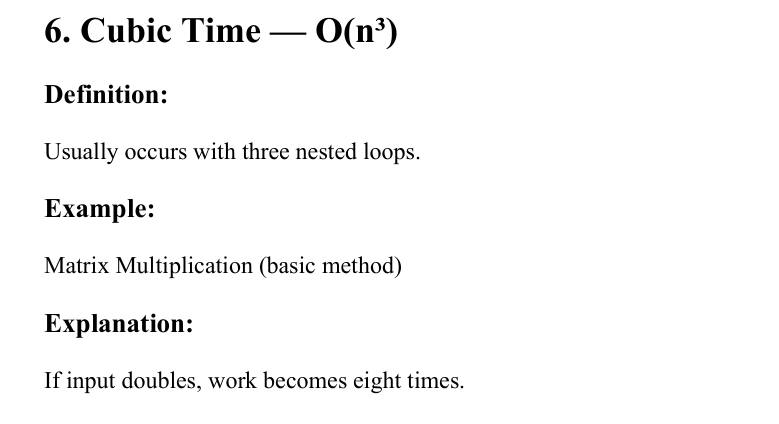 6. Cubic Time — O(n³)
Definition:
Usually occurs with three nested loops.
Example:
Matrix Multiplication (basic method)
Explanation:
If input doubles, work becomes eight times.